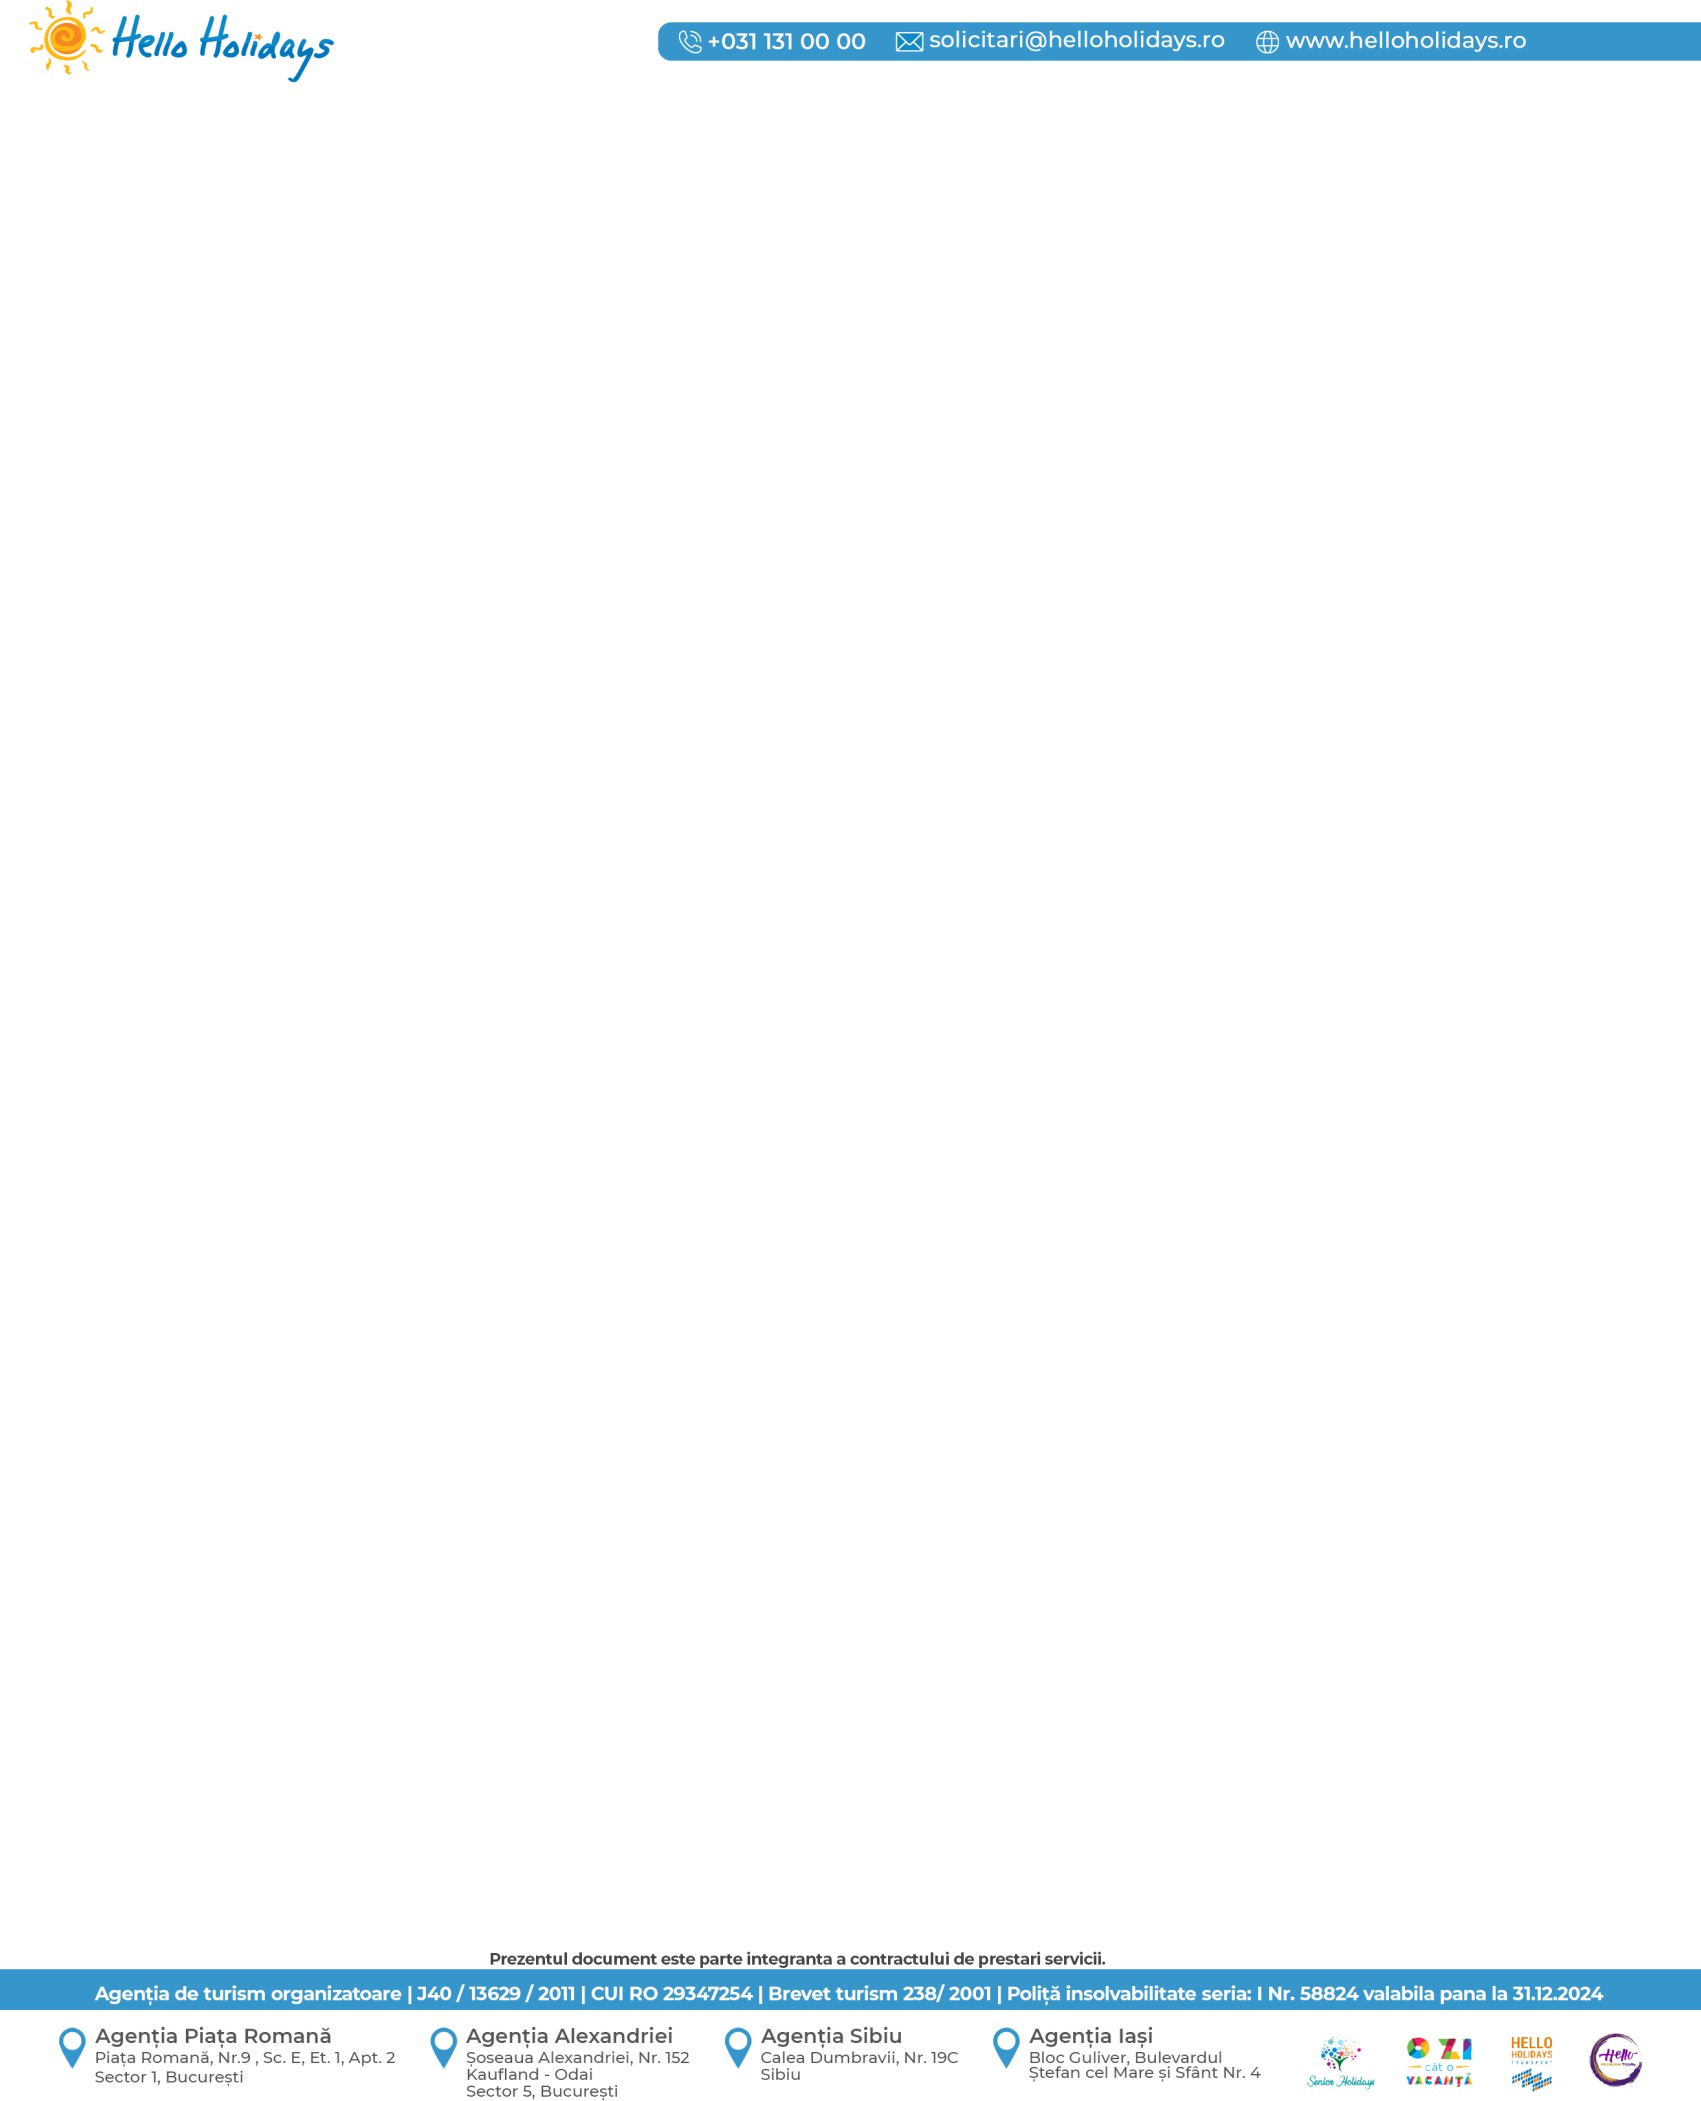 Hello Holidays
+031 131 00 00 solicitari@helloholidays.ro www.helloholidays.ro
Prezentul document este parte integranta a contractului de prestari servicii.
Agenția de turism organizatoare | J40 / 13629 / 2011 | CUI RO 29347254 | Brevet turism 238/ 2001 | Poliță insolvabilitate seria: I Nr. 58824 valabila pana la 31.12.2024
Agenția Piața Romană
Piața Romană, Nr.9 , Sc. E, Et. 1, Apt. 2
Sector 1, București
Agenția Alexandriei
Șoseaua Alexandriei, Nr. 152
Kaufland - Odai
Sector 5, București
Agenția Sibiu
Calea Dumbravii, Nr. 19C
Sibiu
Agenția Iași
Bloc Guliver, Bulevardul
Ștefan cel Mare și Sfânt Nr. 4
Senior Holidays
O ZI
cât o
VACANȚĂ
HELLO
HOLIDAYS
TRANSPORT
Hello